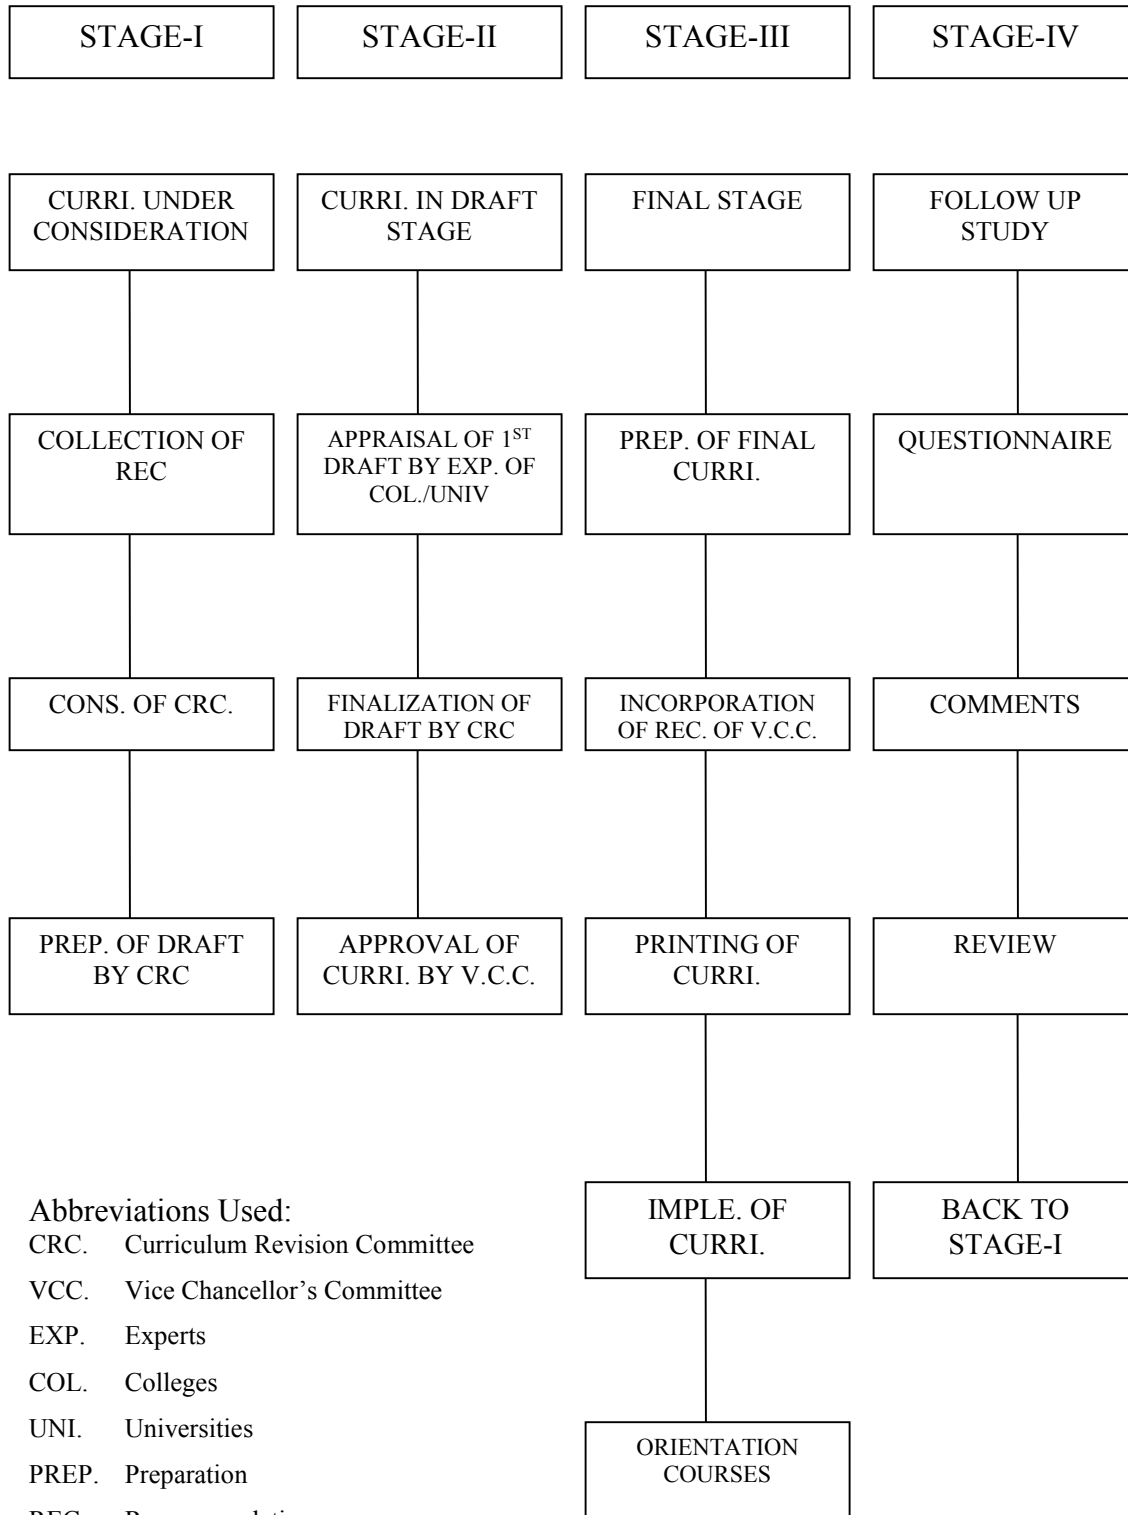 STAGE-I
STAGE-II
STAGE-III
STAGE-IV
CURRI. UNDER
CONSIDERATION
CURRI. IN DRAFT
STAGE
FINAL STAGE
FOLLOW UP
STUDY
COLLECTION OF
REC
APPRAISAL OF 1ST
DRAFT BY EXP. OF
COL./UNIV
PREP. OF FINAL
CURRI.
QUESTIONNAIRE
CONS. OF CRC.
FINALIZATION OF
DRAFT BY CRC
INCORPORATION
OF REC. OF V.C.C.
COMMENTS
PREP. OF DRAFT
BY CRC
APPROVAL OF
CURRI. BY V.C.C.
PRINTING OF
CURRI.
REVIEW
IMPLE. OF
CURRI.
BACK TO
STAGE-I
ORIENTATION
COURSES
Abbreviations Used:
CRC. Curriculum Revision Committee
VCC. Vice Chancellor’s Committee
EXP. Experts
COL. Colleges
UNI. Universities
PREP. Preparation